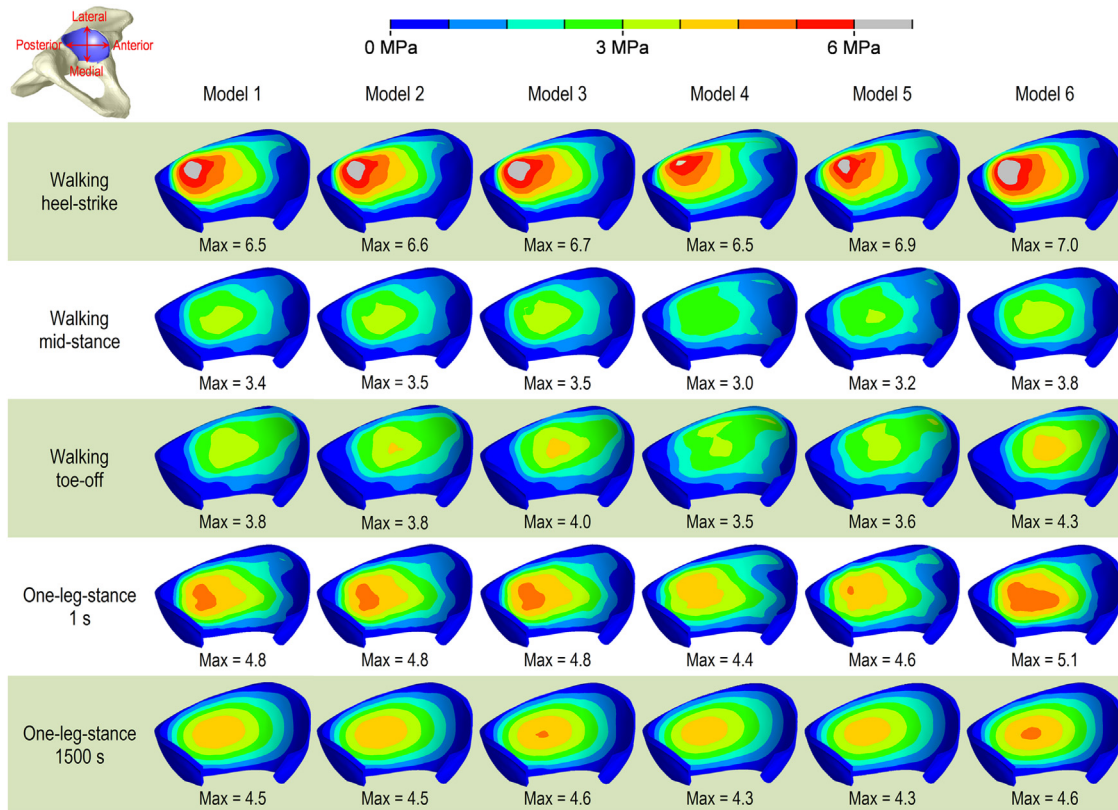 Lateral
Posterior Anterior
Medial
0 MPa 3 MPa 6 MPa
Model 1 Model 2 Model 3 Model 4 Model 5 Model 6
Walking
heel-strike
Max = 6.5 Max = 6.6 Max = 6.7 Max = 6.5 Max = 6.9 Max = 7.0
Walking
mid-stance
Max = 3.4 Max = 3.5 Max = 3.5 Max = 3.0 Max = 3.2 Max = 3.8
Walking
toe-off
Max = 3.8 Max = 3.8 Max = 4.0 Max = 3.5 Max = 3.6 Max = 4.3
One-leg-stance
1 s
Max = 4.8 Max = 4.8 Max = 4.8 Max = 4.4 Max = 4.6 Max = 5.1
One-leg-stance
1500 s
Max = 4.5 Max = 4.5 Max = 4.6 Max = 4.3 Max = 4.3 Max = 4.6